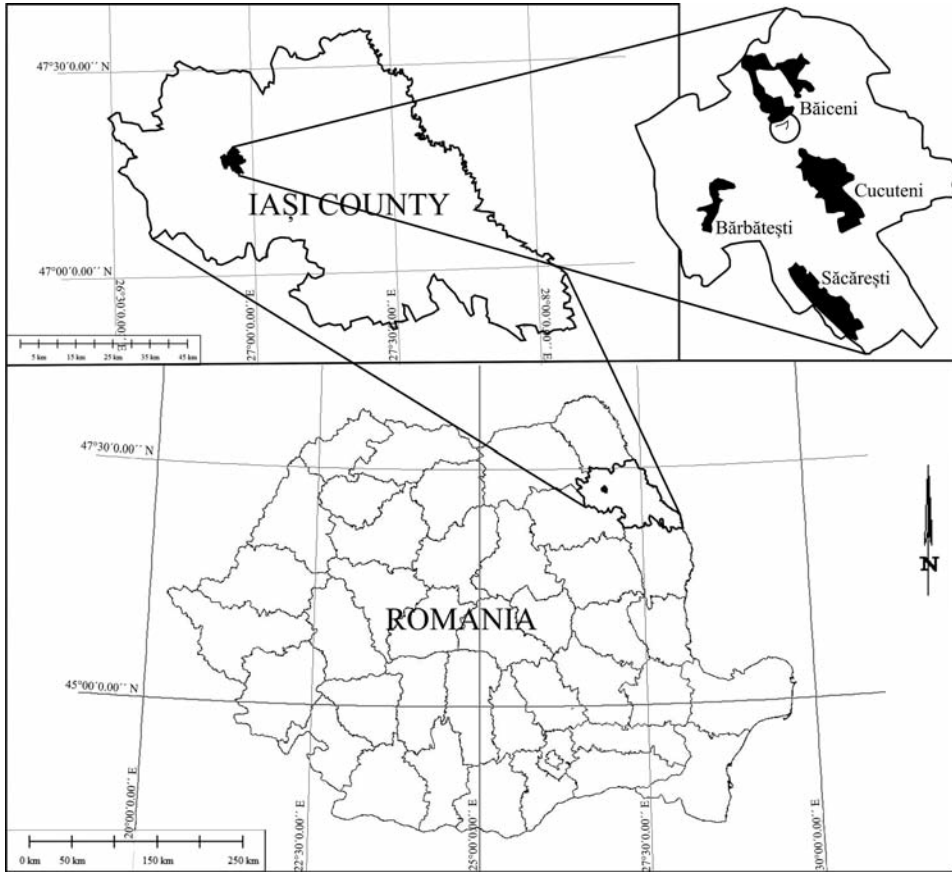 47°30´0.00´´ N
IAȘI COUNTY
47°00´0.00´´ N
26°30´0.00´´ E
27°00´0.00´´ E
27°30´0.00´´ E
28°00´0.00´´ E
5 km 15 km 25 km 35 km 45 km
Băiceni
Cucuteni
Bărbătești
Săcărești
47°30´0.00´´ N
ROMANIA
N
45°00´0.00´´ N
20°00´0.00´´ E
22°30´0.00´´ E
25°00´0.00´´ E
27°30´0.00´´ E
30°00´0.00´´ E
0 km 50 km 150 km 250 km